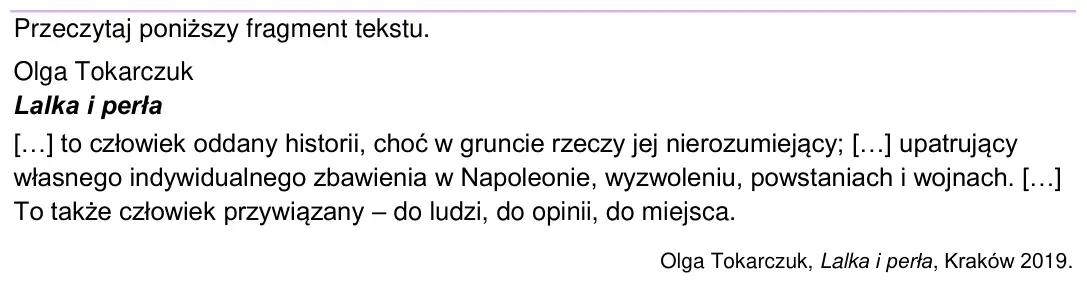 Przeczytaj poniższy fragment tekstu.
Olga Tokarczuk
Lalka i perła
[…] to człowiek oddany historii, choć w gruncie rzeczy jej nierozumiejący; […] upatrujący
własnego indywidualnego zbawienia w Napoleonie, wyzwoleniu, powstaniach i wojnach. […]
To także człowiek przywiązany – do ludzi, do opinii, do miejsca.
Olga Tokarczuk, Lalka i perła, Kraków 2019.